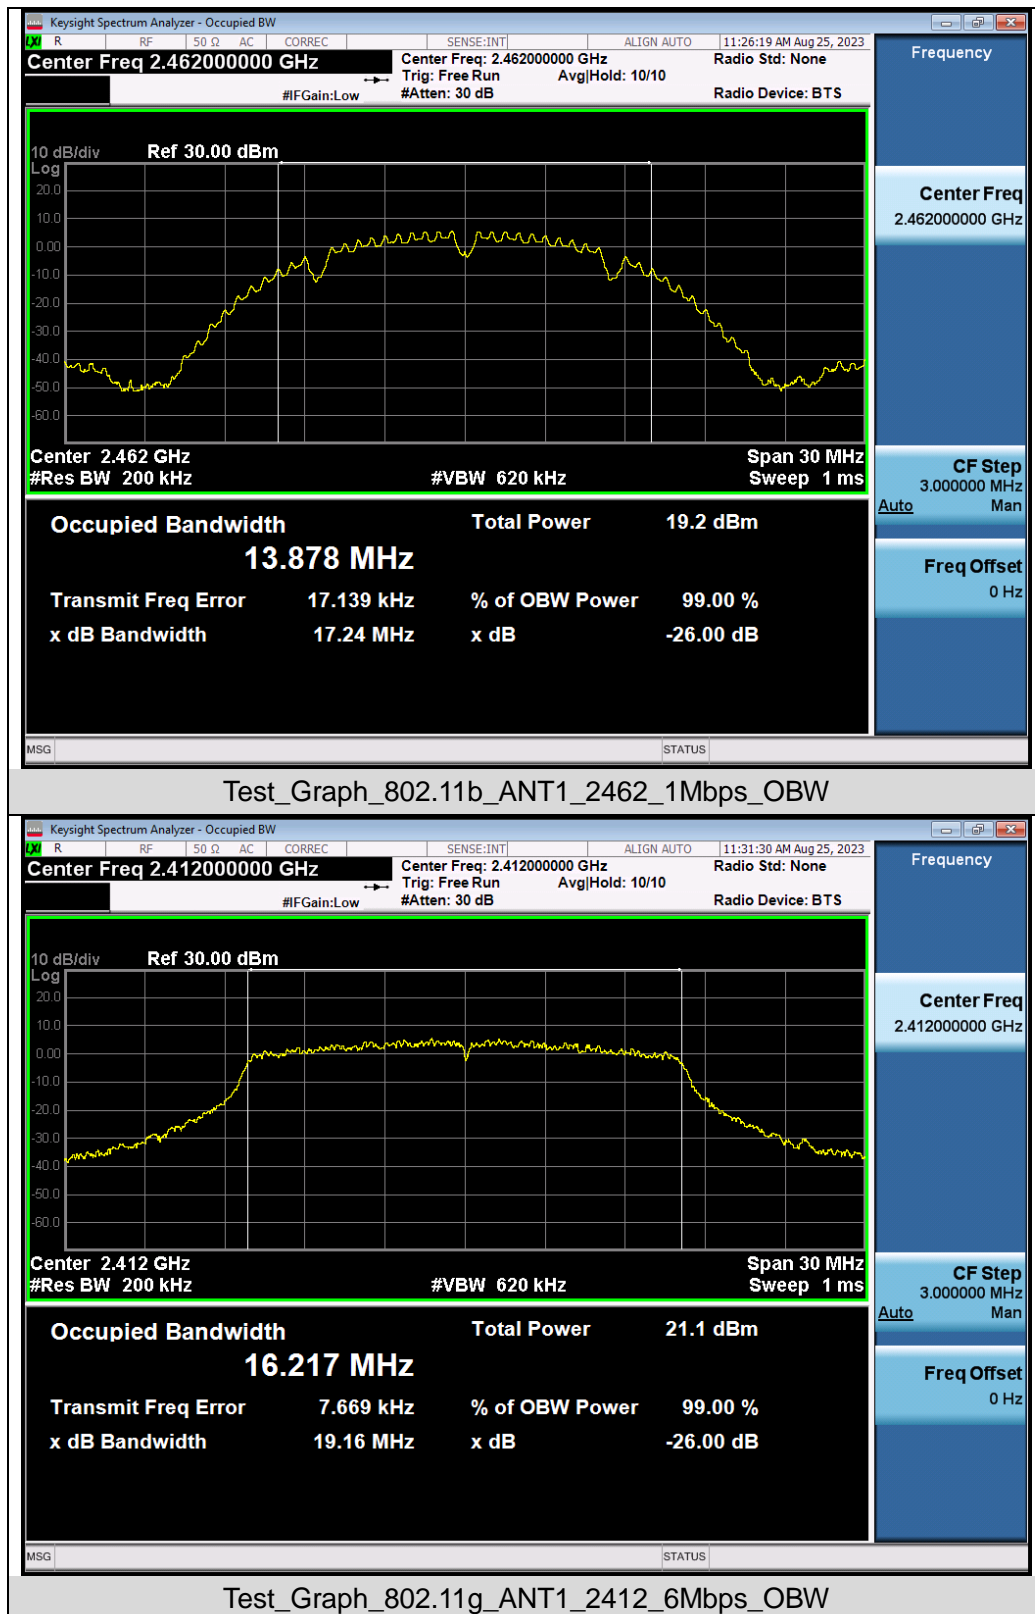 Keysight Spectrum Analyzer - Occupied BW
LXI R RF 50 Ω AC CORREC SENSE:INT ALIGN AUTO 11:26:19 AM Aug 25, 2023
Center Freq 2.462000000 GHz
Center Freq: 2.462000000 GHz
Radio Std: None
Trig: Free Run Avg|Hold: 10/10
#IFGain:Low
#Atten: 30 dB
Radio Device: BTS
Frequency
10 dB/div Ref 30.00 dBm
Log
20.0
10.0
0.00
-10.0
-20.0
-30.0
-40.0
-50.0
-60.0
Center Freq
2.462000000 GHz
Center 2.462 GHz
Span 30 MHz
#Res BW 200 kHz
#VBW 620 kHz
Sweep 1 ms
CF Step
3.000000 MHz
Auto Man
Occupied Bandwidth
Total Power 19.2 dBm
13.878 MHz
Freq Offset
0 Hz
Transmit Freq Error 17.139 kHz % of OBW Power 99.00 %
x dB Bandwidth 17.24 MHz x dB -26.00 dB
MSG STATUS
Test_Graph_802.11b_ANT1_2462_1Mbps_OBW
Keysight Spectrum Analyzer - Occupied BW
LXI R RF 50 Ω AC CORREC SENSE:INT ALIGN AUTO 11:31:30 AM Aug 25, 2023
Center Freq 2.412000000 GHz
Center Freq: 2.412000000 GHz
Radio Std: None
Trig: Free Run Avg|Hold: 10/10
#IFGain:Low
#Atten: 30 dB
Radio Device: BTS
Frequency
10 dB/div Ref 30.00 dBm
Log
20.0
10.0
0.00
-10.0
-20.0
-30.0
-40.0
-50.0
-60.0
Center Freq
2.412000000 GHz
Center 2.412 GHz
Span 30 MHz
#Res BW 200 kHz
#VBW 620 kHz
Sweep 1 ms
CF Step
3.000000 MHz
Auto Man
Occupied Bandwidth
Total Power 21.1 dBm
16.217 MHz
Freq Offset
0 Hz
Transmit Freq Error 7.669 kHz % of OBW Power 99.00 %
x dB Bandwidth 19.16 MHz x dB -26.00 dB
MSG STATUS
Test_Graph_802.11g_ANT1_2412_6Mbps_OBW